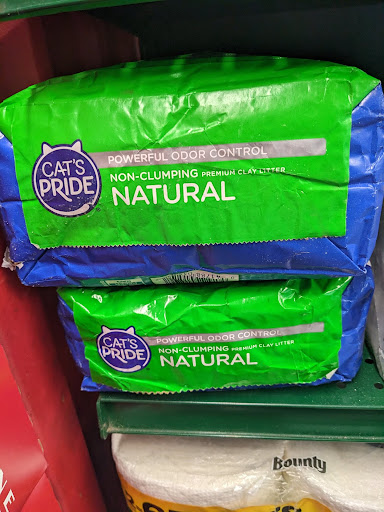 CAT'S
PRIDE
POWERFUL ODOR CONTROL
NON-CLUMPING PREMIUM CLAY LITTER
NATURAL
CAT'S
PRIDE
POWERFUL ODOR CONTROL
NON-CLUMPING PREMIUM CLAY LITTER
NATURAL
Bounty